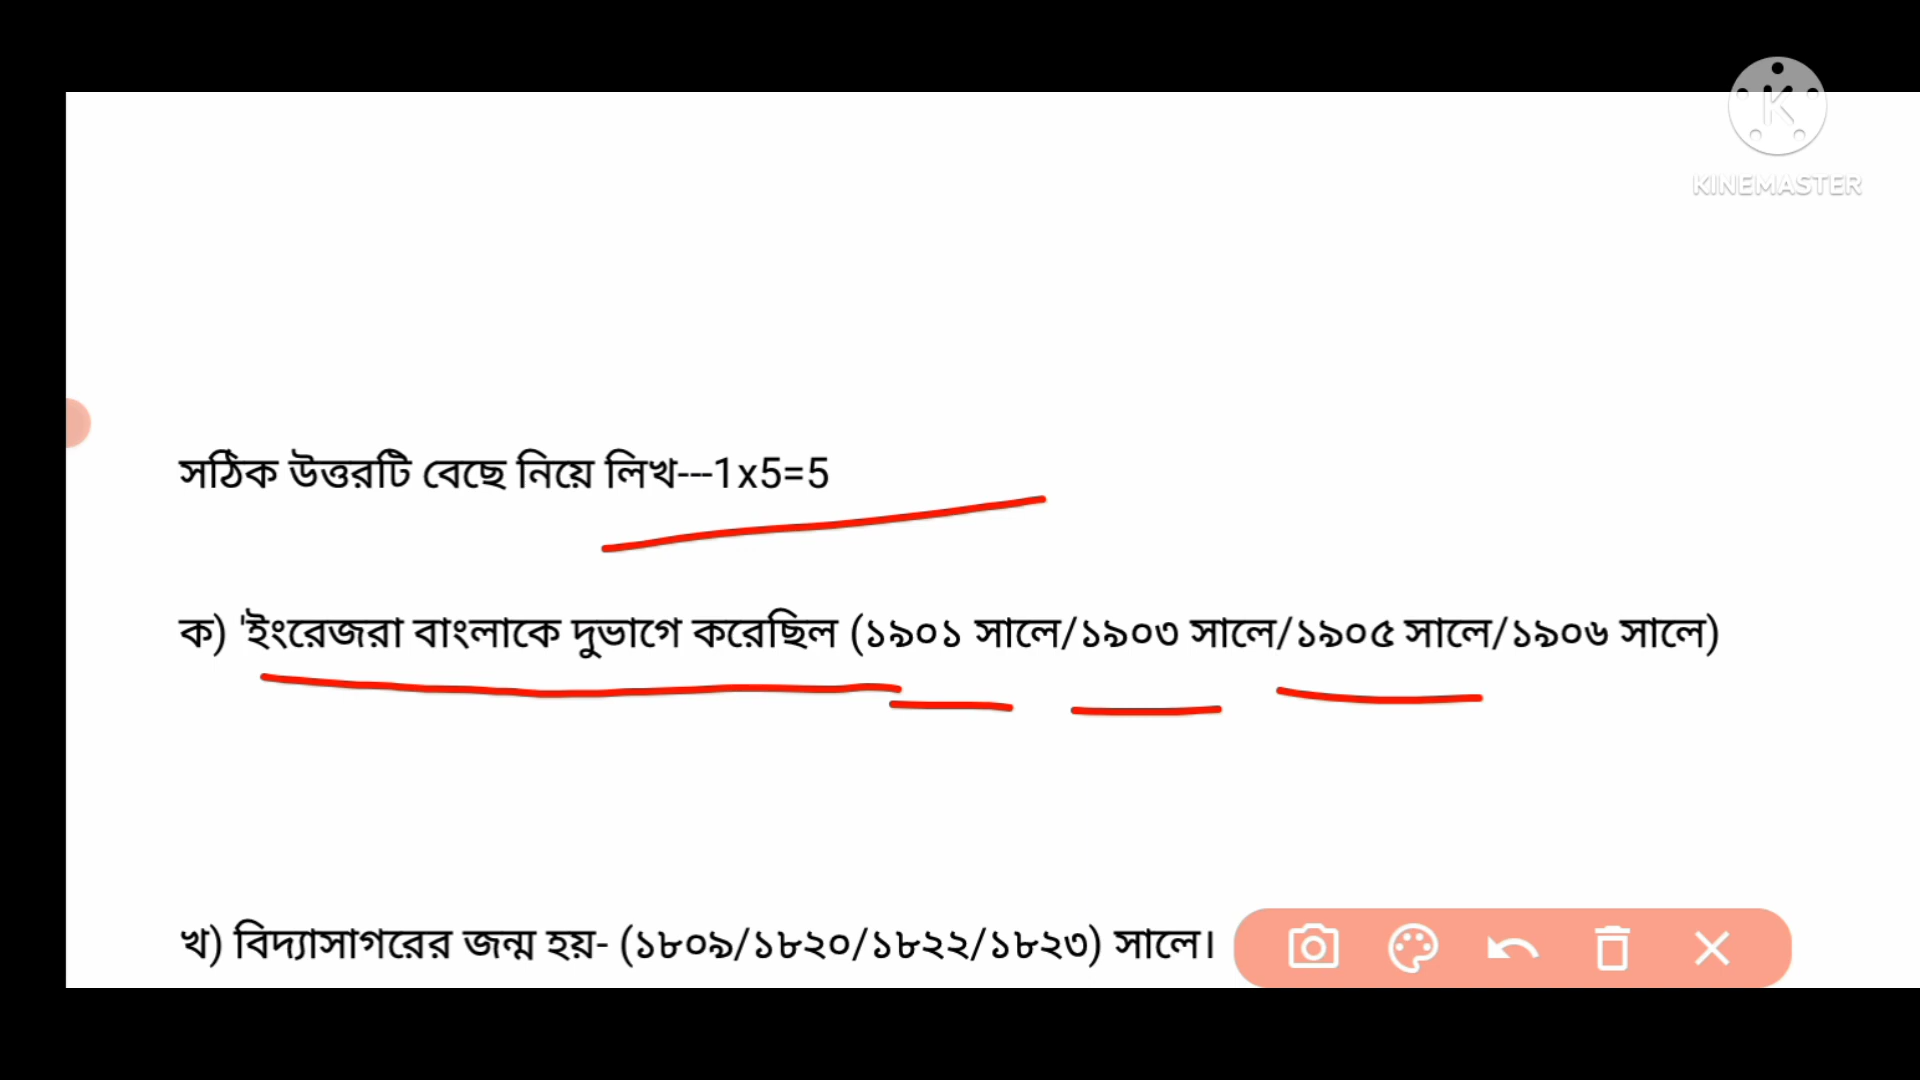 KINEMASTER
সঠিক উত্তরটি বেছে নিয়ে লিখ---1x5=5
ক) 'ইংরেজরা বাংলাকে দুভাগে করেছিল (১৯০১ সালে/১৯০৩ সালে/১৯০৫ সালে/১৯০৬ সালে)
খ) বিদ্যাসাগরের জন্ম হয়- (১৮০৯/১৮২০/১৮২২/১৮২৩) সালে।